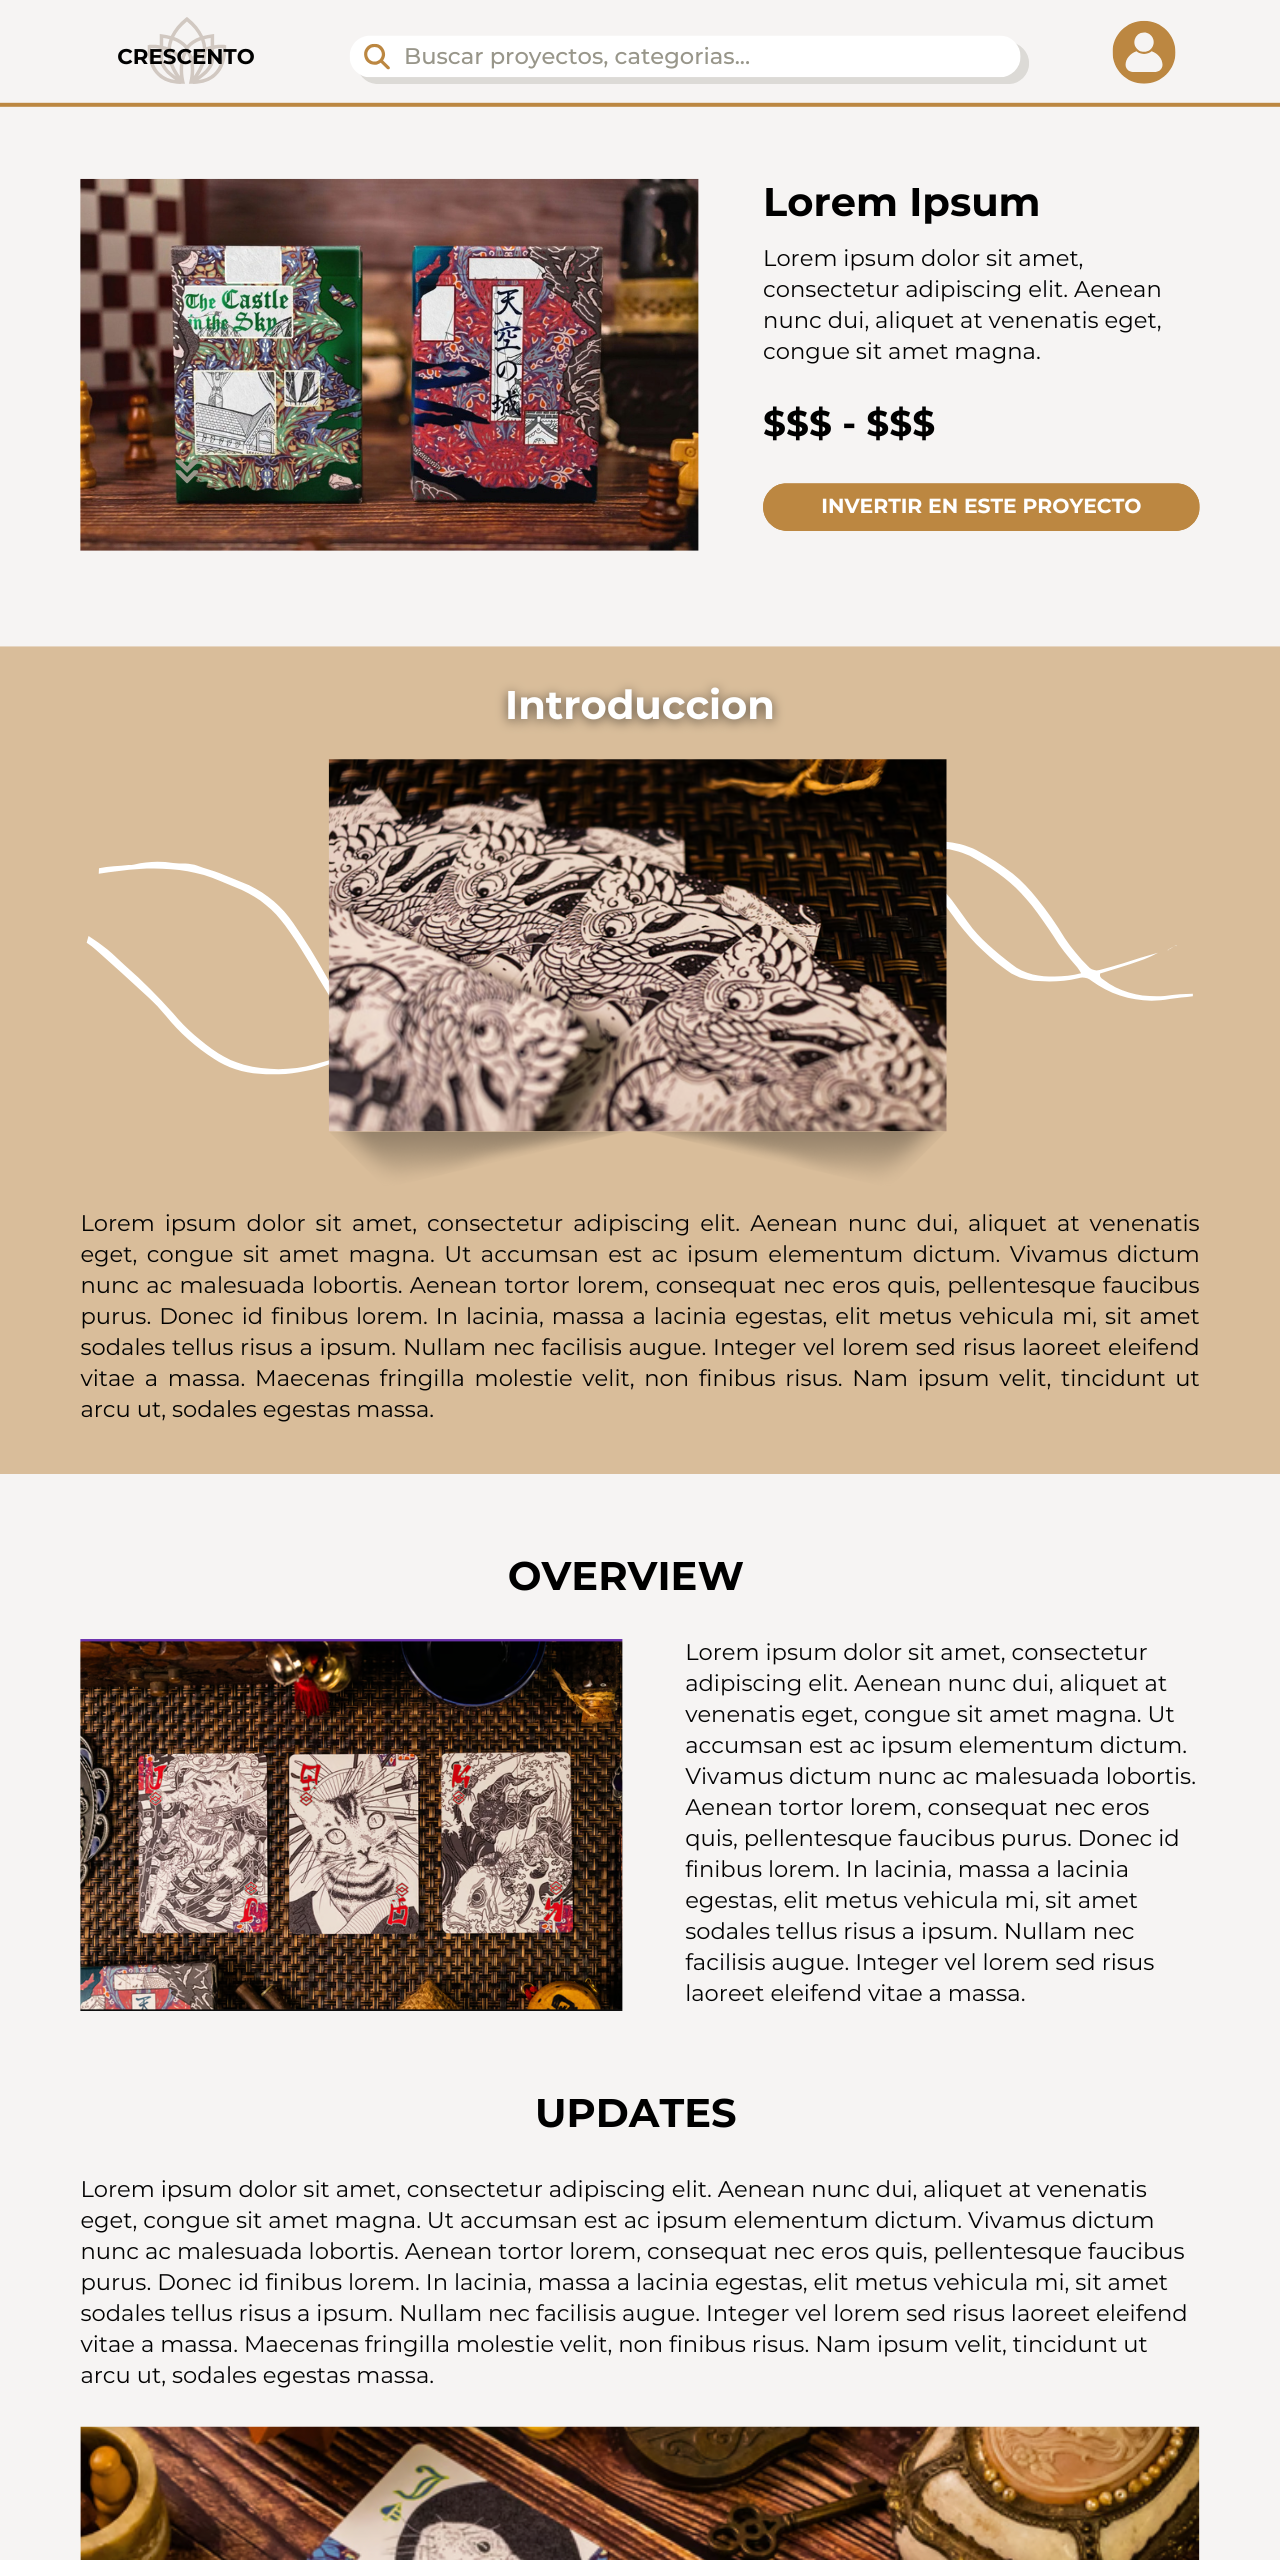 CRESCENTO
Buscar proyectos, categorias...
The Castle
in the Sky
天空の城
Lorem Ipsum
Lorem ipsum dolor sit amet,
consectetur adipiscing elit. Aenean
nunc dui, aliquet at venenatis eget,
congue sit amet magna.
$$$ - $$$
INVERTIR EN ESTE PROYECTO
Introduccion
Lorem ipsum dolor sit amet, consectetur adipiscing elit. Aenean nunc dui, aliquet at venenatis
eget, congue sit amet magna. Ut accumsan est ac ipsum elementum dictum. Vivamus dictum
nunc ac malesuada lobortis. Aenean tortor lorem, consequat nec eros quis, pellentesque faucibus
purus. Donec id finibus lorem. In lacinia, massa a lacinia egestas, elit metus vehicula mi, sit amet
sodales tellus risus a ipsum. Nullam nec facilisis augue. Integer vel lorem sed risus laoreet eleifend
vitae a massa. Maecenas fringilla molestie velit, non finibus risus. Nam ipsum velit, tincidunt ut
arcu ut, sodales egestas massa.
OVERVIEW
Q
K
天
Lorem ipsum dolor sit amet, consectetur
adipiscing elit. Aenean nunc dui, aliquet at
venenatis eget, congue sit amet magna. Ut
accumsan est ac ipsum elementum dictum.
Vivamus dictum nunc ac malesuada lobortis.
Aenean tortor lorem, consequat nec eros
quis, pellentesque faucibus purus. Donec id
finibus lorem. In lacinia, massa a lacinia
egestas, elit metus vehicula mi, sit amet
sodales tellus risus a ipsum. Nullam nec
facilisis augue. Integer vel lorem sed risus
laoreet eleifend vitae a massa.
UPDATES
Lorem ipsum dolor sit amet, consectetur adipiscing elit. Aenean nunc dui, aliquet at venenatis
eget, congue sit amet magna. Ut accumsan est ac ipsum elementum dictum. Vivamus dictum
nunc ac malesuada lobortis. Aenean tortor lorem, consequat nec eros quis, pellentesque faucibus
purus. Donec id finibus lorem. In lacinia, massa a lacinia egestas, elit metus vehicula mi, sit amet
sodales tellus risus a ipsum. Nullam nec facilisis augue. Integer vel lorem sed risus laoreet eleifend
vitae a massa. Maecenas fringilla molestie velit, non finibus risus. Nam ipsum velit, tincidunt ut
arcu ut, sodales egestas massa.